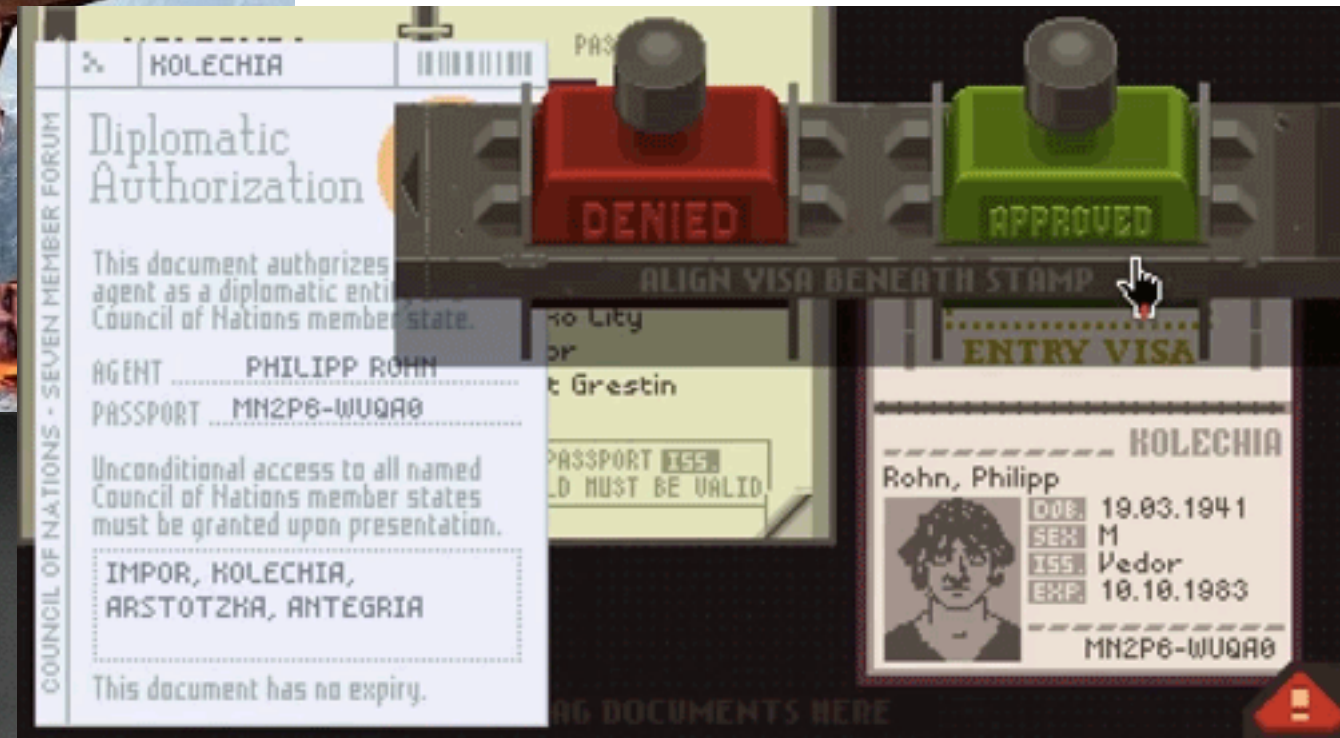 KOLECHIA
COUNCIL OF NATIONS - SEVEN MEMBER FORUM
Diplomatic
Authorization
This document authorizes
agent as a diplomatic
Council of Nations member state.
AGENT PHILIPP ROHN
PASSPORT MN2P6-WUQA0
Unconditional access to all named
Council of Nations member states
must be granted upon presentation.
IMPOR, KOLECHIA,
ARSTOTZKA, ANTEGRIA
This document has no expiry.
DENIED
APPROVED
ALIGN VISA BENEATH STAMP
City
Grestin
PASSPORT ISS.
MUST BE VALID
ENTRY VISA
KOLECHIA
Rohn, Philipp
DOB. 19.03.1941
SEX M
ISS. Vedor
EXP. 10.10.1983
MN2P6-WUQA0
DOCUMENTS HERE